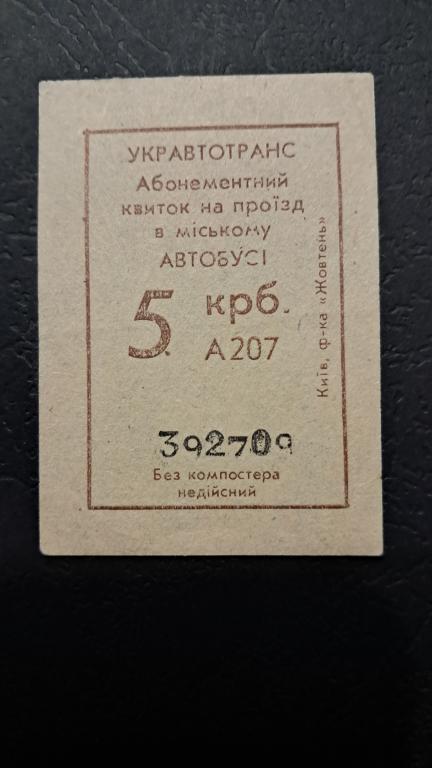 УКРАВТОТРАНС
Абонементний
квиток на проїзд
в міському
АВТОБУСІ
5 крб.
А207
392709
Без компостера
недійсний
Київ, ф-ка «Жовтень»